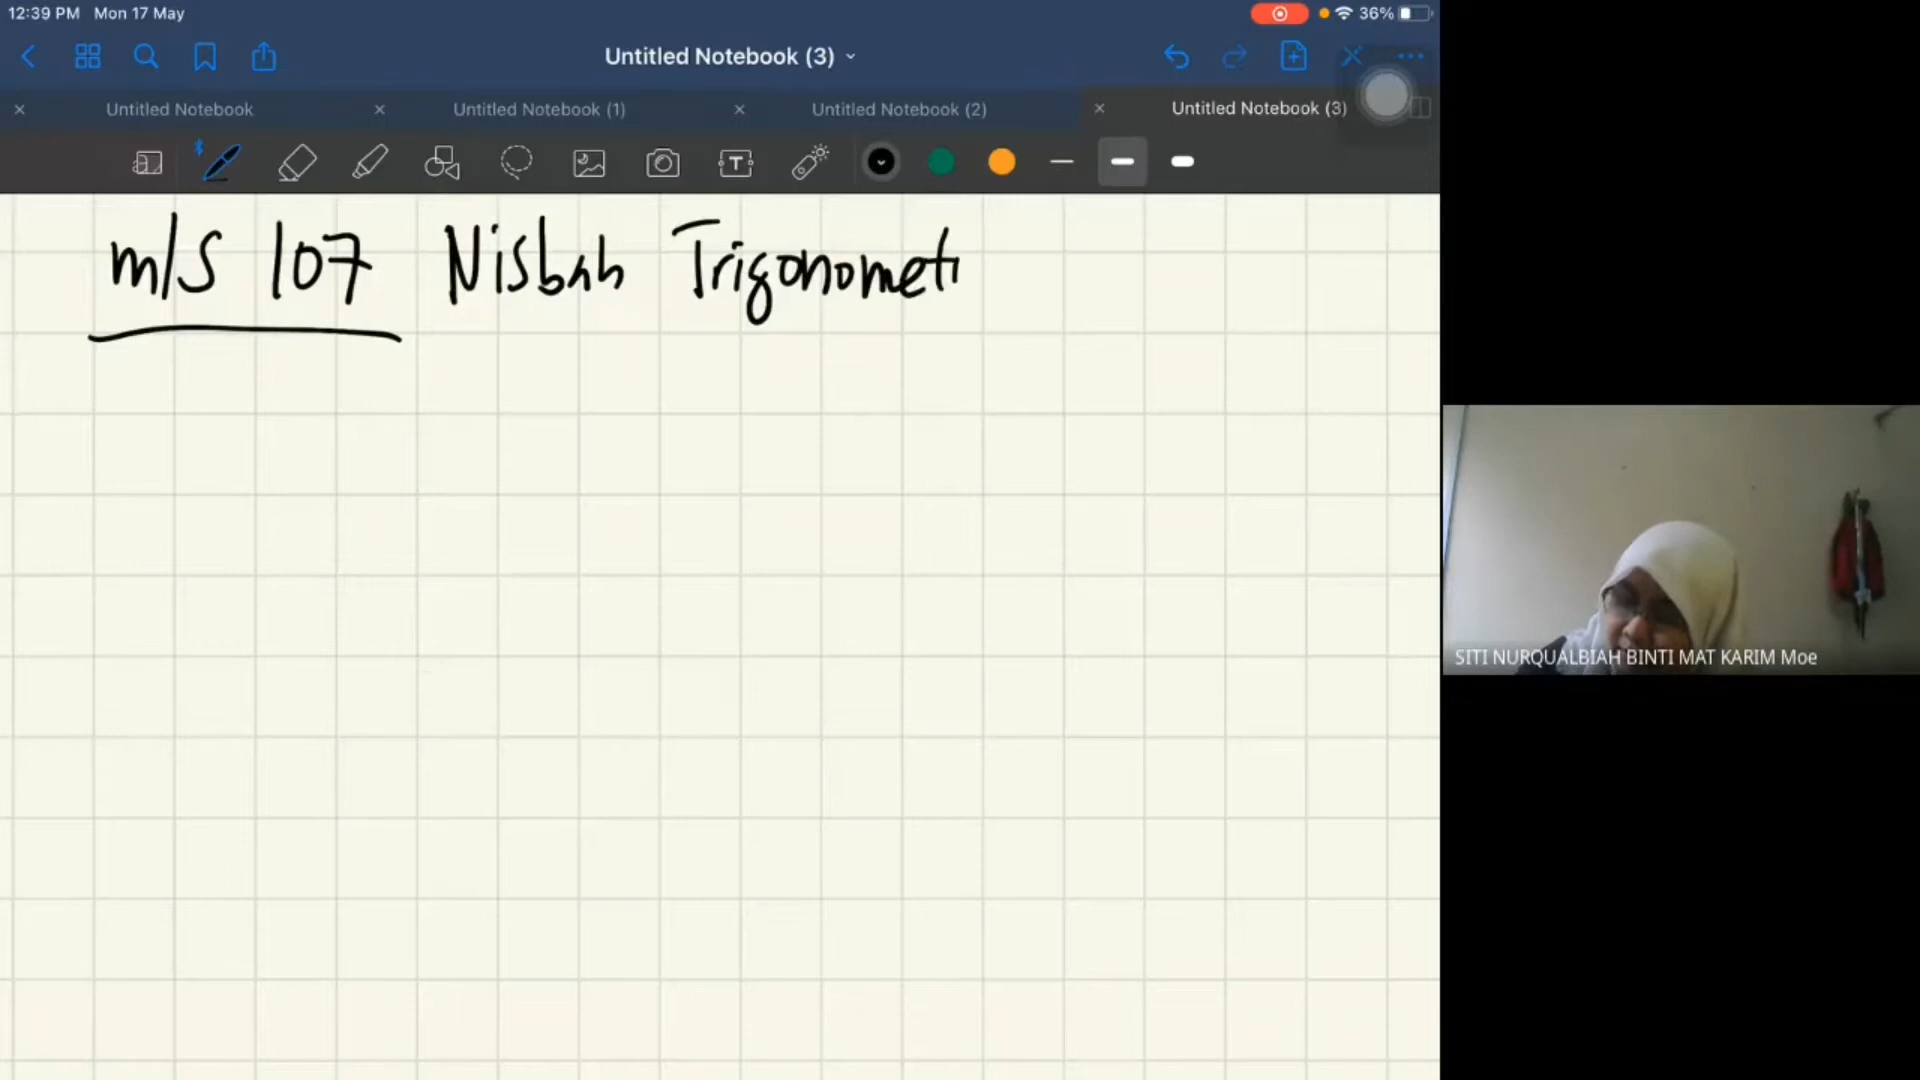 12:39 PM Mon 17 May
36%
Untitled Notebook (3)
Untitled Notebook
Untitled Notebook (1)
Untitled Notebook (2)
Untitled Notebook (3)
T
m/s 107 Nisbah Trigonometi
SITI NURQUALBIAH BINTI MAT KARIM Moe